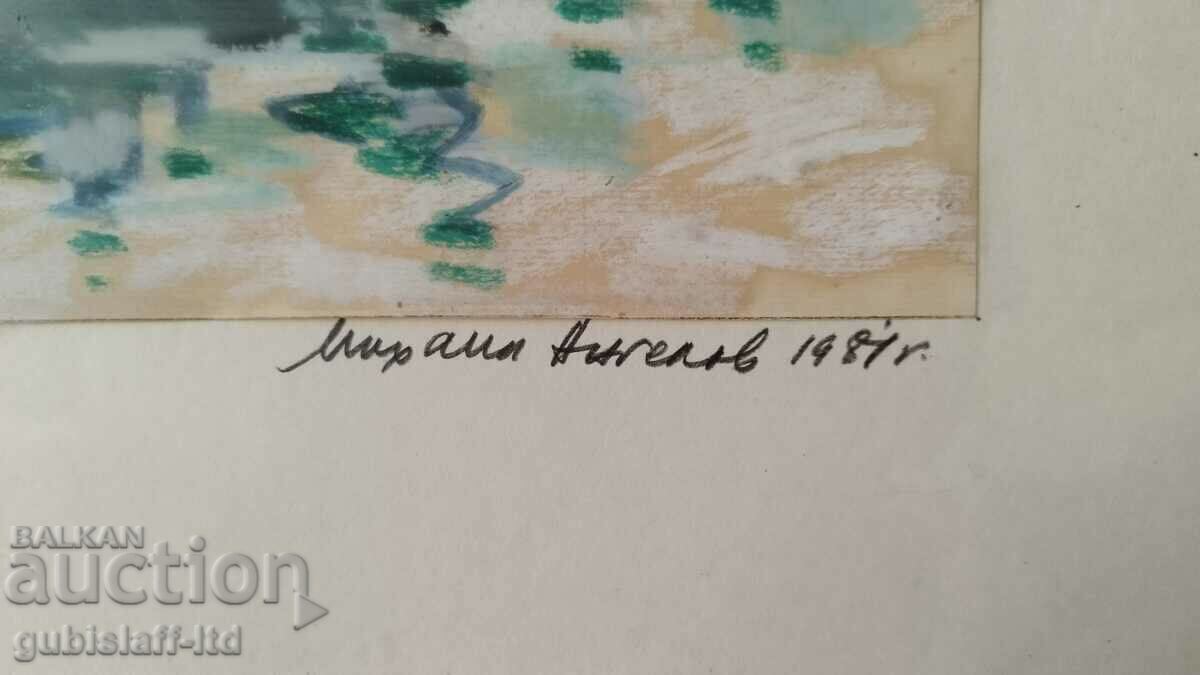 Михаил Ангелов 1981г.
BALKAN
auction
gubislaff-ltd